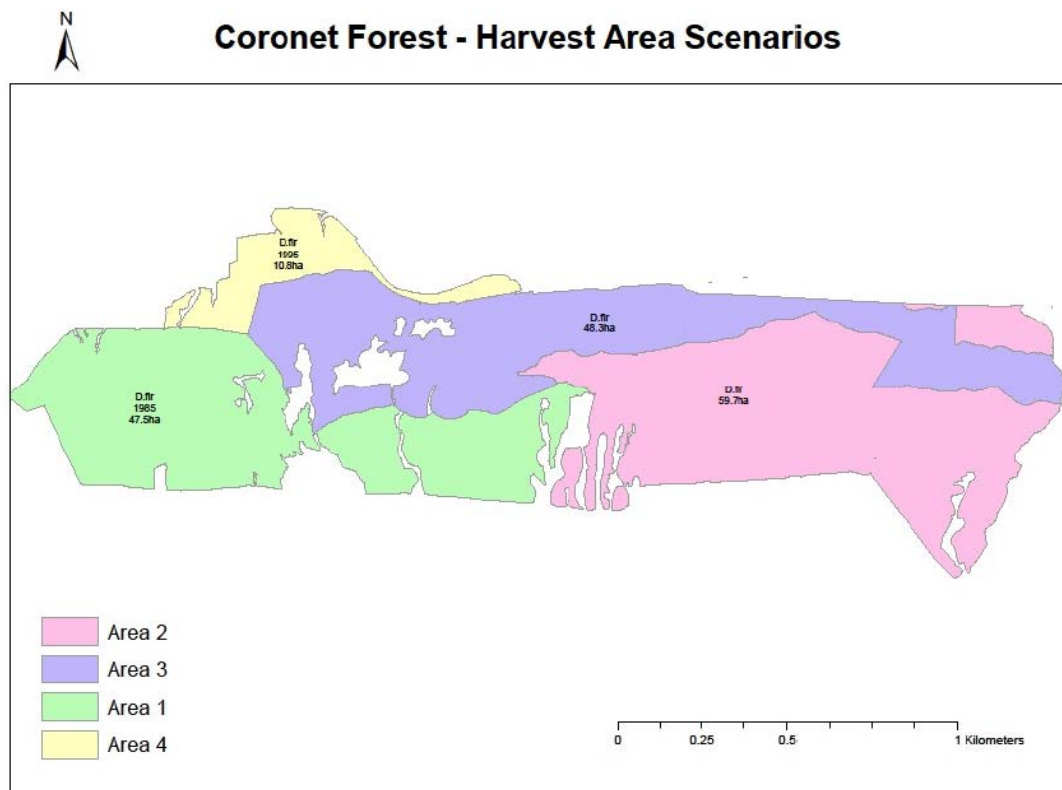 N
Coronet Forest - Harvest Area Scenarios
D.fir
1995
10.8ha
D.fir
48.3ha
D.fir
1985
47.5ha
D.fir
59.7ha
Area 2
Area 3
Area 1
Area 4
0 0.25 0.5 1 Kilometers